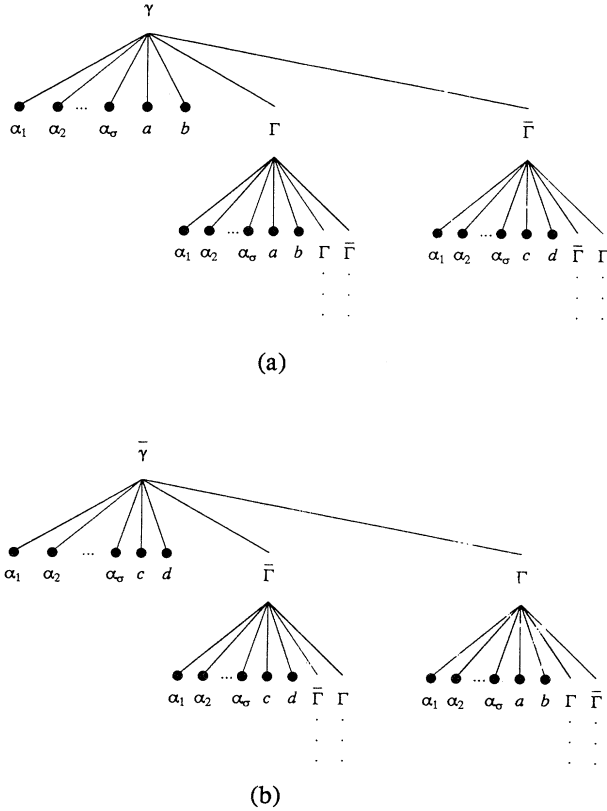 γ
α₁ α₂ ... α_σ a b Γ Γ̄
α₁ α₂ ... α_σ a b Γ Γ̄ α₁ α₂ ... α_σ c d Γ̄ Γ
(a)
γ̄
α₁ α₂ ... α_σ c d Γ̄ Γ
α₁ α₂ ... α_σ c d Γ̄ Γ α₁ α₂ ... α_σ a b Γ Γ̄
(b)